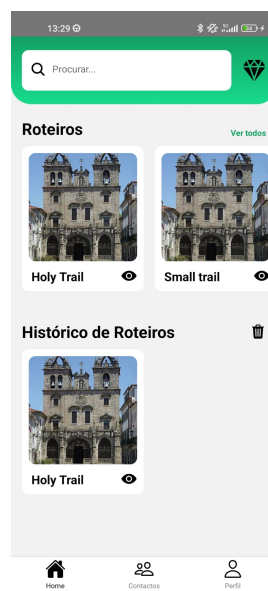 13:29
Procurar...
Roteiros
Ver todos
Holy Trail
Small trail
Histórico de Roteiros
Holy Trail
Home
Contactos
Perfil